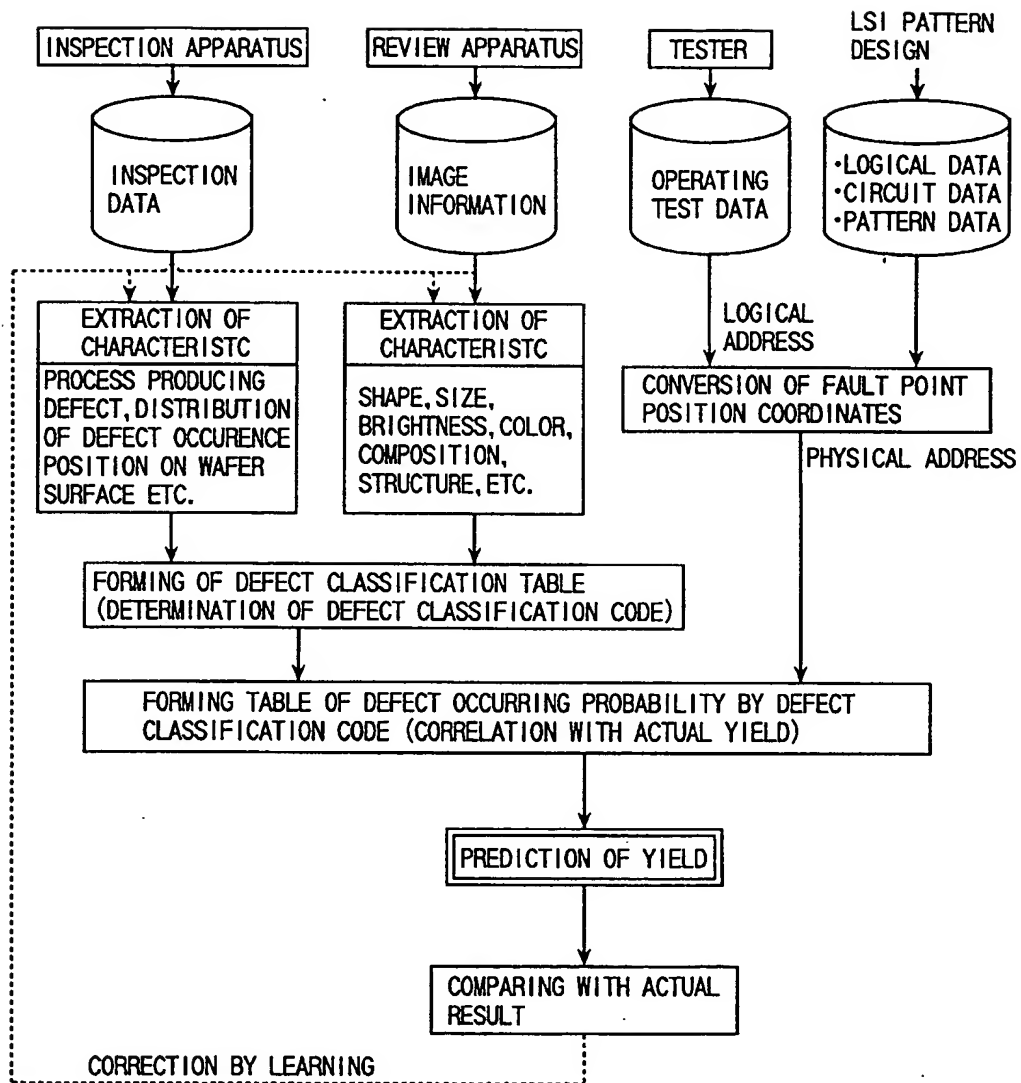 INSPECTION APPARATUS
REVIEW APPARATUS
TESTER
LSI PATTERN
DESIGN
INSPECTION
DATA
IMAGE
INFORMATION
OPERATING
TEST DATA
•LOGICAL DATA
•CIRCUIT DATA
•PATTERN DATA
EXTRACTION OF
CHARACTERISTC
PROCESS PRODUCING
DEFECT, DISTRIBUTION
OF DEFECT OCCURENCE
POSITION ON WAFER
SURFACE ETC.
EXTRACTION OF
CHARACTERISTC
SHAPE, SIZE,
BRIGHTNESS, COLOR,
COMPOSITION,
STRUCTURE, ETC.
LOGICAL
ADDRESS
CONVERSION OF FAULT POINT
POSITION COORDINATES
PHYSICAL ADDRESS
FORMING OF DEFECT CLASSIFICATION TABLE
(DETERMINATION OF DEFECT CLASSIFICATION CODE)
FORMING TABLE OF DEFECT OCCURRING PROBABILITY BY DEFECT
CLASSIFICATION CODE (CORRELATION WITH ACTUAL YIELD)
PREDICTION OF YIELD
COMPARING WITH ACTUAL
RESULT
CORRECTION BY LEARNING